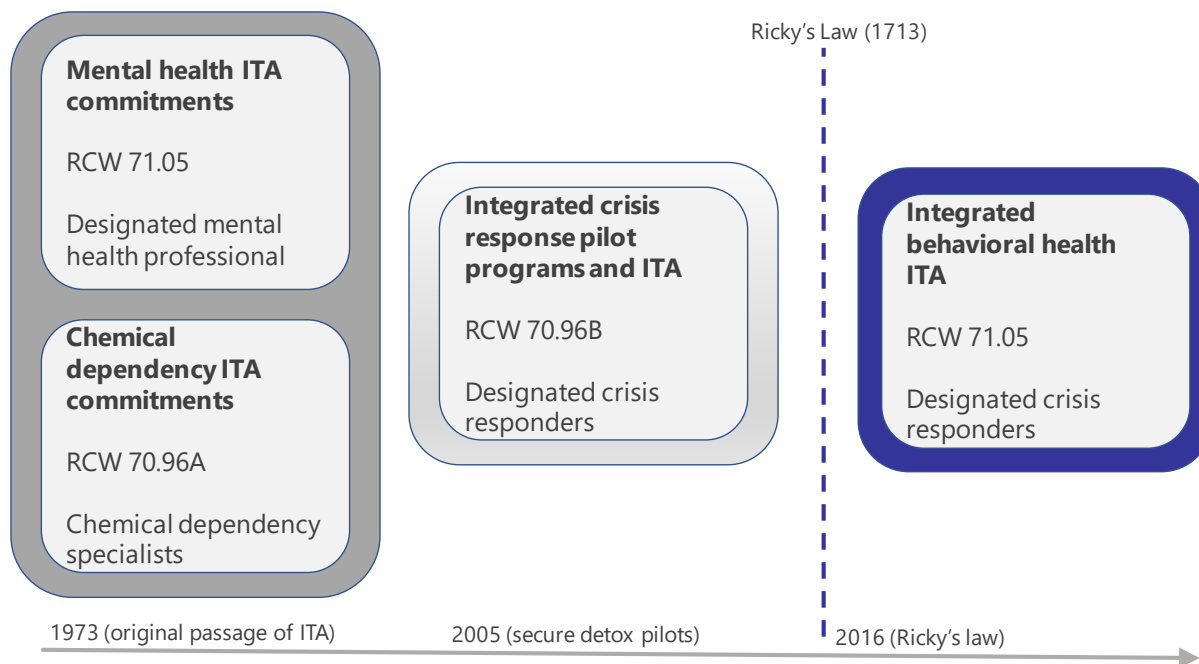 Ricky's Law (1713)
Mental health ITA
commitments
RCW 71.05
Designated mental
health professional
Chemical
dependency ITA
commitments
RCW 70.96A
Chemical dependency
specialists
Integrated crisis
response pilot
programs and ITA
RCW 70.96B
Designated crisis
responders
Integrated
behavioral health
ITA
RCW 71.05
Designated crisis
responders
1973 (original passage of ITA)
2005 (secure detox pilots)
2016 (Ricky's law)